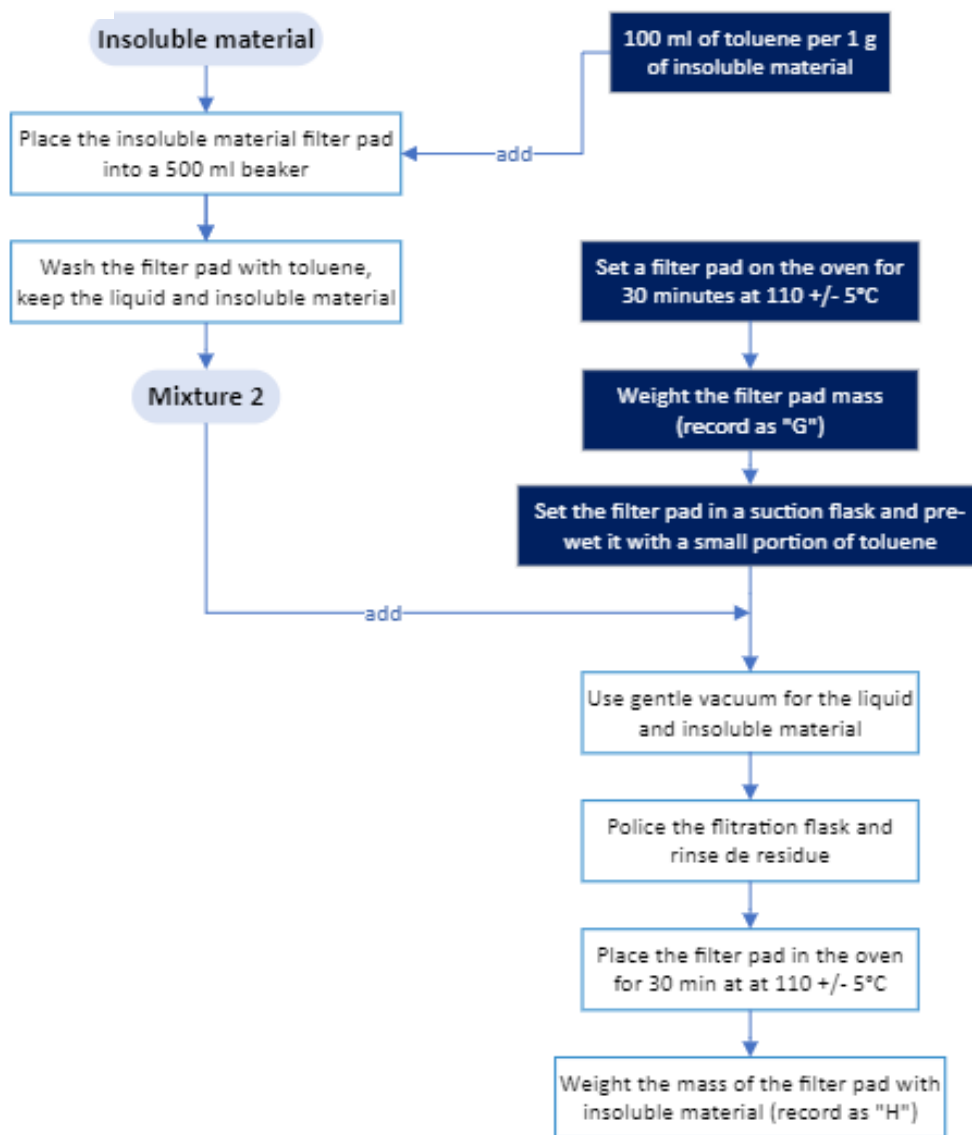 Insoluble material
100 ml of toluene per 1 g
of insoluble material
Place the insoluble material filter pad
into a 500 ml beaker
add
Wash the filter pad with toluene,
keep the liquid and insoluble material
Set a filter pad on the oven for
30 minutes at 110 +/- 5ºC
Mixture 2
Weight the filter pad mass
(record as "G")
Set the filter pad in a suction flask and pre-
wet it with a small portion of toluene
add
Use gentle vacuum for the liquid
and insoluble material
Police the flitration flask and
rinse de residue
Place the filter pad in the oven
for 30 min at at 110 +/- 5ºC
Weight the mass of the filter pad with
insoluble material (record as "H")